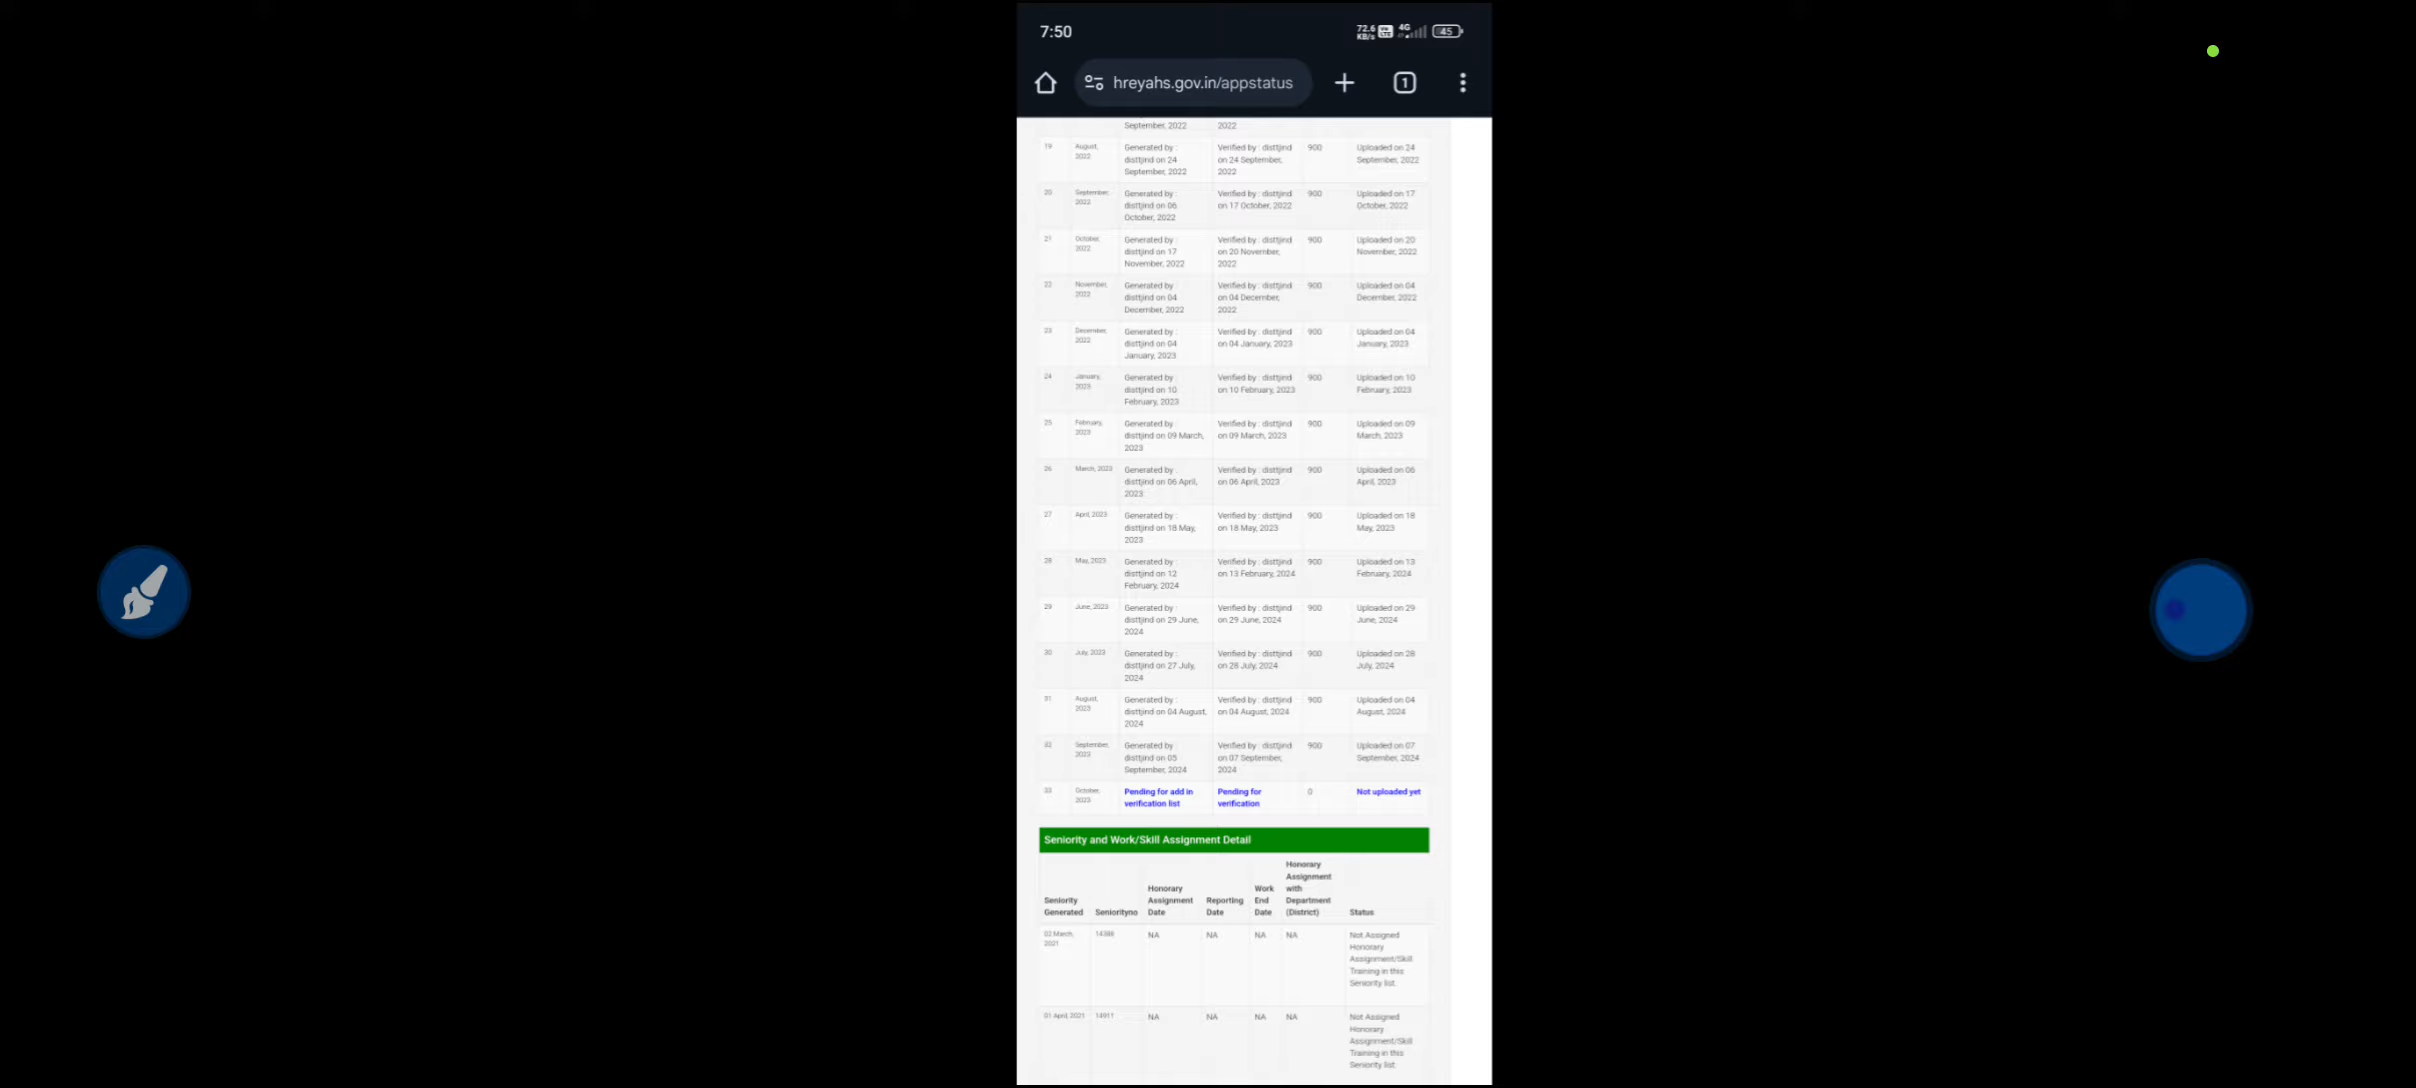 7:50
72.6 KB/s 4G 45
hreyahs.gov.in/appstatus
1
September, 2022 2022
19 August, 2022 Generated by : disttjind on 24 September, 2022 Verified by : disttjind on 24 September, 2022 900 Uploaded on 24 September, 2022
20 September, 2022 Generated by : disttjind on 06 October, 2022 Verified by : disttjind on 17 October, 2022 900 Uploaded on 17 October, 2022
21 October, 2022 Generated by : disttjind on 17 November, 2022 Verified by : disttjind on 20 November, 2022 900 Uploaded on 20 November, 2022
22 November, 2022 Generated by : disttjind on 04 December, 2022 Verified by : disttjind on 04 December, 2022 900 Uploaded on 04 December, 2022
23 December, 2022 Generated by : disttjind on 04 January, 2023 Verified by : disttjind on 04 January, 2023 900 Uploaded on 04 January, 2023
24 January, 2023 Generated by : disttjind on 10 February, 2023 Verified by : disttjind on 10 February, 2023 900 Uploaded on 10 February, 2023
25 February, 2023 Generated by : disttjind on 09 March, 2023 Verified by : disttjind on 09 March, 2023 900 Uploaded on 09 March, 2023
26 March, 2023 Generated by : disttjind on 06 April, 2023 Verified by : disttjind on 06 April, 2023 900 Uploaded on 06 April, 2023
27 April, 2023 Generated by : disttjind on 18 May, 2023 Verified by : disttjind on 18 May, 2023 900 Uploaded on 18 May, 2023
28 May, 2023 Generated by : disttjind on 12 February, 2024 Verified by : disttjind on 13 February, 2024 900 Uploaded on 13 February, 2024
29 June, 2023 Generated by : disttjind on 29 June, 2024 Verified by : disttjind on 29 June, 2024 900 Uploaded on 29 June, 2024
30 July, 2023 Generated by : disttjind on 27 July, 2024 Verified by : disttjind on 28 July, 2024 900 Uploaded on 28 July, 2024
31 August, 2023 Generated by : disttjind on 04 August, 2024 Verified by : disttjind on 04 August, 2024 900 Uploaded on 04 August, 2024
32 September, 2023 Generated by : disttjind on 05 September, 2024 Verified by : disttjind on 07 September, 2024 900 Uploaded on 07 September, 2024
33 October, 2023 Pending for add in verification list Pending for verification 0 Not uploaded yet
Seniority and Work/Skill Assignment Detail
Seniority Generated Seniorityno Honorary Assignment Date Reporting Date Work End Date Honorary Assignment with Department (District) Status
02 March, 2021 14388 NA NA NA NA Not Assigned Honorary Assignment/Skill Training in this Seniority list
01 April, 2021 14911 NA NA NA NA Not Assigned Honorary Assignment/Skill Training in this Seniority list